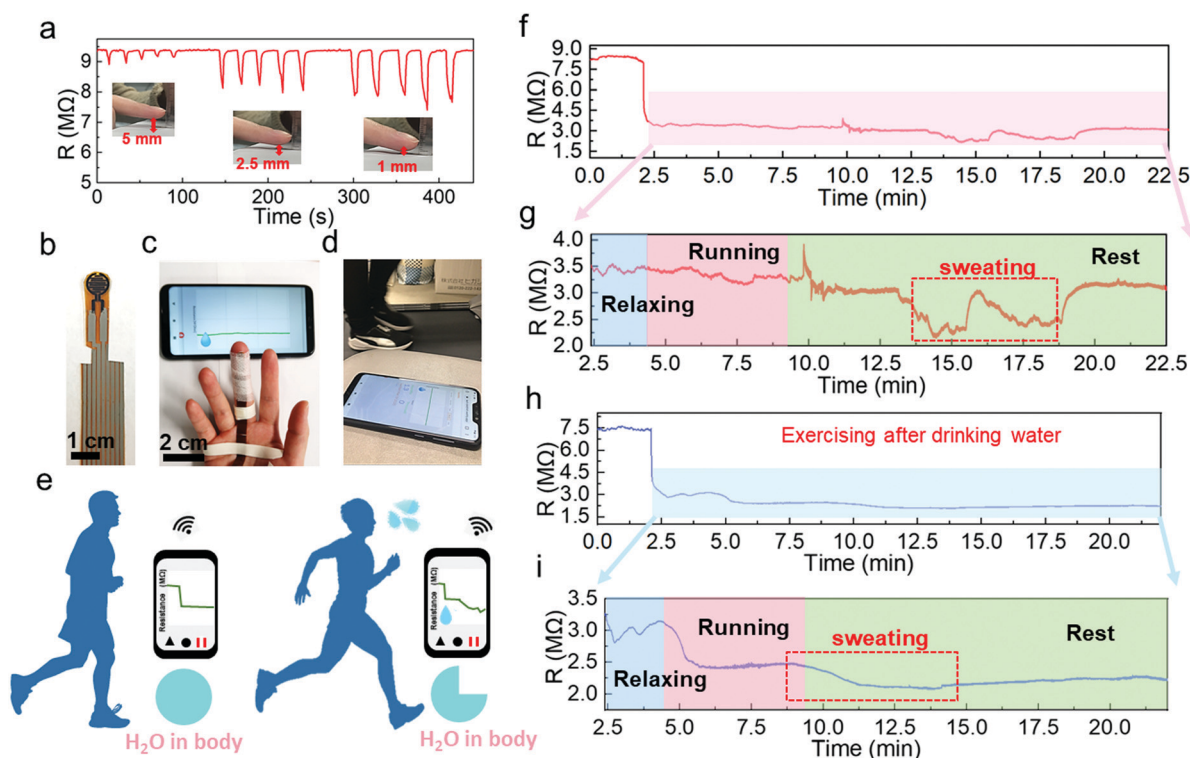 a
R (MΩ)
9
8
7
6
5
5 mm
2.5 mm
1 mm
0 100 200 300 400
Time (s)
b
1 cm
c
2 cm
d
e
Resistance (MΩ)
H₂O in body
Resistance (MΩ)
H₂O in body
f
R (MΩ)
9.0
7.5
4.5
3.0
1.5
0.0 2.5 5.0 7.5 10.0 12.5 15.0 17.5 20.0 22.5
Time (min)
g
R (MΩ)
4.0
3.5
3.0
2.5
2.0
Relaxing
Running
sweating
Rest
2.5 5.0 7.5 10.0 12.5 15.0 17.5 20.0 22.5
Time (min)
h
R (MΩ)
7.5
4.5
3.0
1.5
Exercising after drinking water
0.0 2.5 5.0 7.5 10.0 12.5 15.0 17.5 20.0
Time (min)
i
R (MΩ)
3.5
3.0
2.5
2.0
Relaxing
Running
sweating
Rest
2.5 5.0 7.5 10.0 12.5 15.0 17.5 20.0
Time (min)